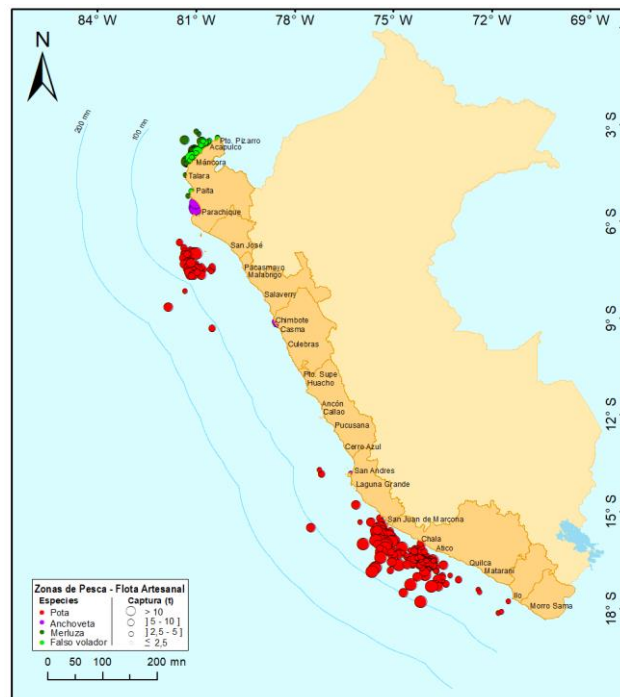 84° W 81° W 78° W 75° W 72° W 69° W
N
200 mn
100 mn
3° S
Pto. Pizarro
Acapulco
Máncora
Talara
Paita
6° S
Parachique
San José
Pacasmayo
Malabrigo
Salaverry
9° S
Chimbote
Casma
Culebras
Pto. Supe
Huacho
Ancón
Callao
12° S
Pucusana
Cerro Azul
San Andres
Laguna Grande
15° S
San Juan de Marcona
Chala
Atico
Quilca
Matarani
Ilo
Morro Sama
18° S
Zonas de Pesca - Flota Artesanal
Especies Captura (t)
Pota > 10
Anchoveta ] 5 - 10 ]
Merluza ] 2,5 - 5 ]
Falso volador ≤ 2,5
0 50 100 200 mn